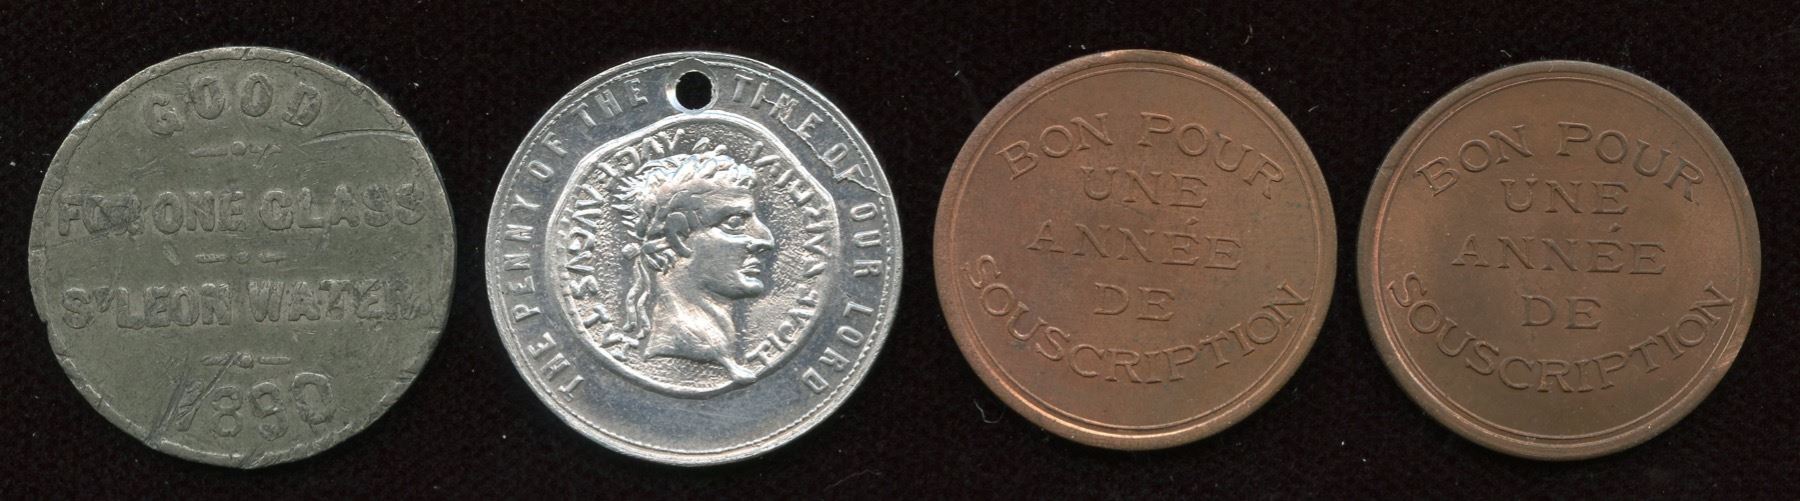 GOOD
FOR ONE GLASS
ST LEON WATER
1890
THE PENNY OF THE TIME OF OUR LORD
BON POUR
UNE
ANNÉE
DE
SOUSCRIPTION
BON POUR
UNE
ANNÉE
DE
SOUSCRIPTION